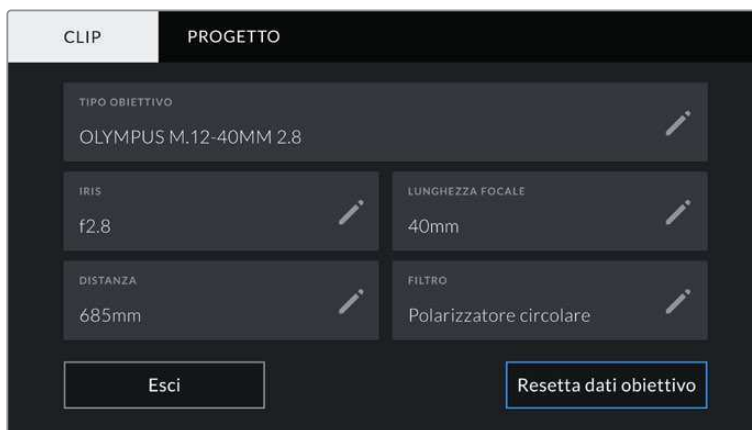 CLIP PROGETTO
TIPO OBIETTIVO
OLYMPUS M.12-40MM 2.8
IRIS LUNGHEZZA FOCALE
f2.8 40mm
DISTANZA FILTRO
685mm Polarizzatore circolare
Esci Resetta dati obiettivo